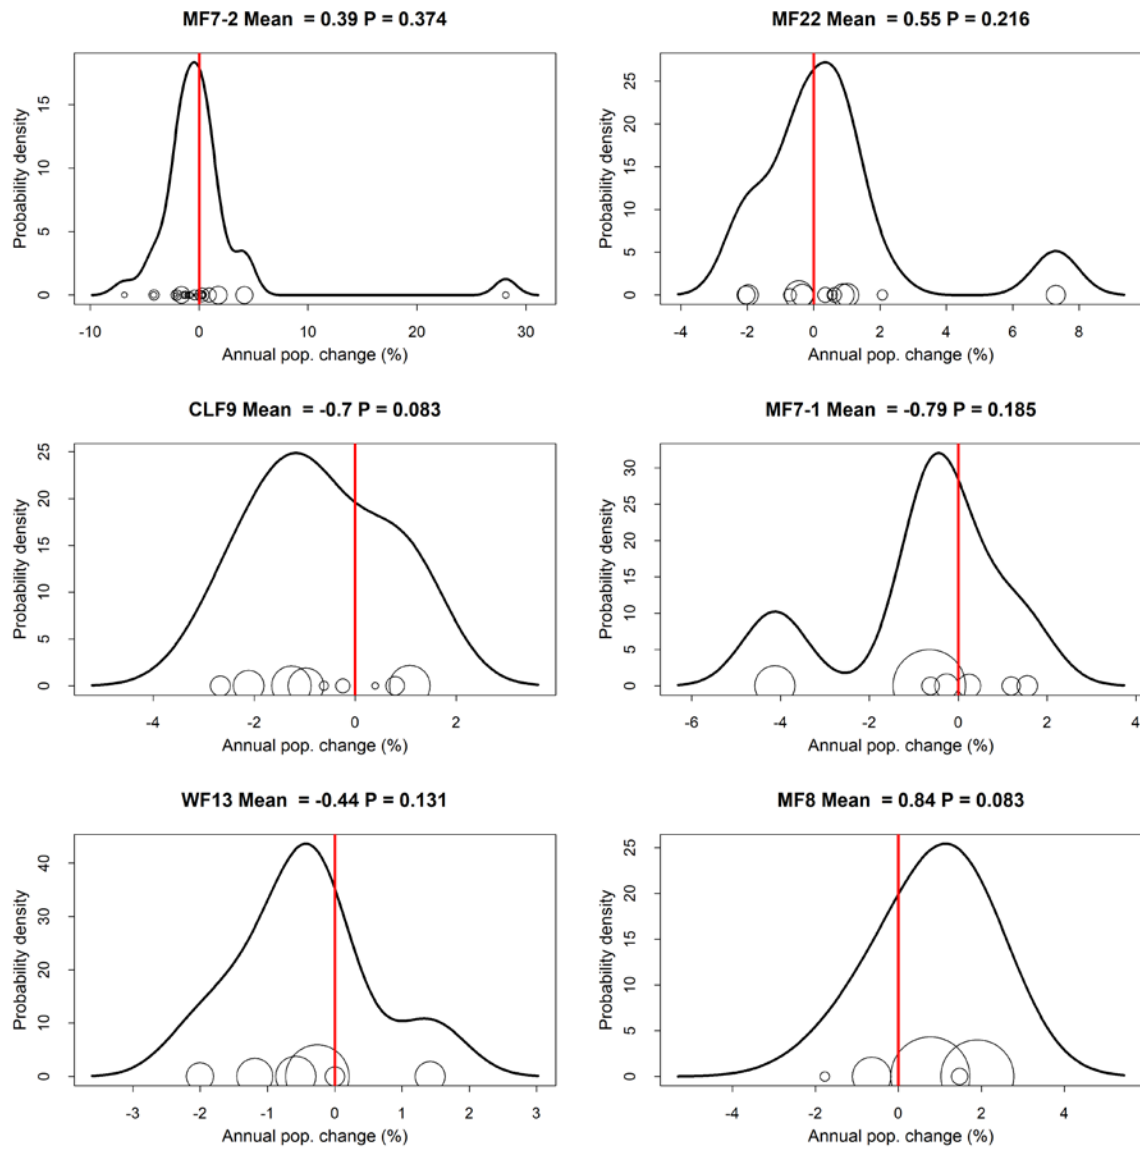 MF7-2 Mean = 0.39 P = 0.374
Probability density
15
10
5
0
-10 0 10 20 30
Annual pop. change (%)
MF22 Mean = 0.55 P = 0.216
Probability density
25
20
15
10
5
0
-4 -2 0 2 4 6 8
Annual pop. change (%)
CLF9 Mean = -0.7 P = 0.083
Probability density
25
20
15
10
5
0
-4 -2 0 2
Annual pop. change (%)
MF7-1 Mean = -0.79 P = 0.185
Probability density
30
25
20
15
10
5
0
-6 -4 -2 0 2 4
Annual pop. change (%)
WF13 Mean = -0.44 P = 0.131
Probability density
40
30
20
10
0
-3 -2 -1 0 1 2 3
Annual pop. change (%)
MF8 Mean = 0.84 P = 0.083
Probability density
25
20
15
10
5
0
-4 -2 0 2 4
Annual pop. change (%)